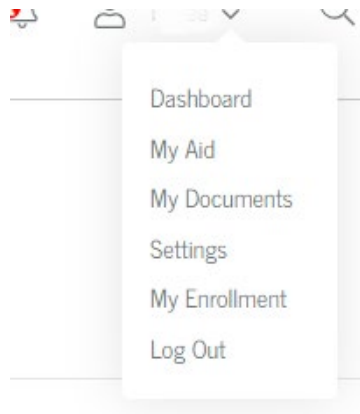 Dashboard
My Aid
My Documents
Settings
My Enrollment
Log Out